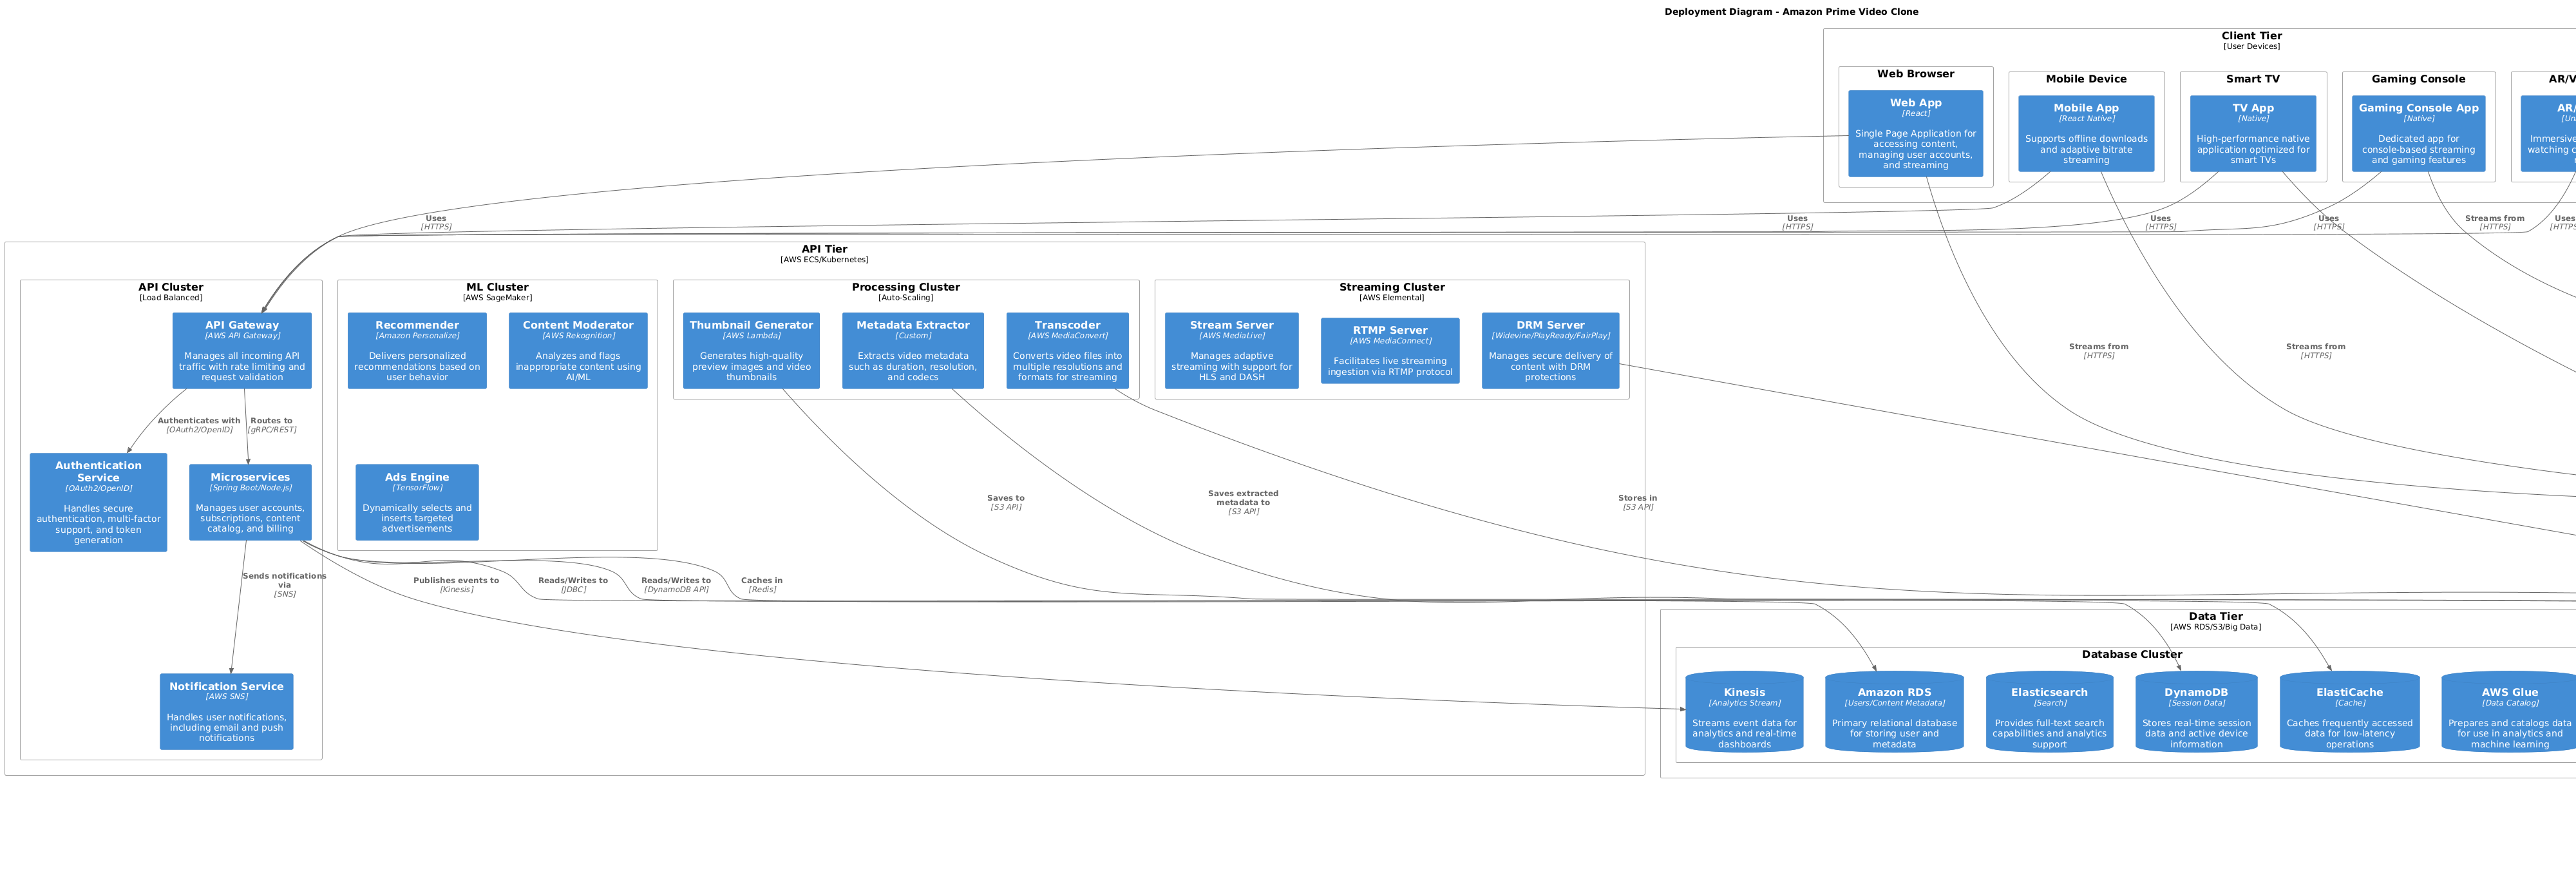 Deployment Diagram - Amazon Prime Video Clone
Client Tier
[User Devices]
Web Browser
Web App
[React]
Single Page Application for
accessing content,
managing user accounts,
and streaming
Mobile Device
Mobile App
[React Native]
Supports offline downloads
and adaptive bitrate
streaming
Smart TV
TV App
[Native]
High-performance native
application optimized for
smart TVs
Gaming Console
Gaming Console App
[Native]
Dedicated app for
console-based streaming
and gaming features
Uses
[HTTPS]
Uses
[HTTPS]
Uses
[HTTPS]
Uses
[HTTPS]
Streams from
[HTTPS]
Uses
Streams from
[HTTPS]
Streams from
[HTTPS]
API Tier
[AWS ECS/Kubernetes]
API Cluster
[Load Balanced]
API Gateway
[AWS API Gateway]
Manages all incoming API
traffic with rate limiting and
request validation
Authenticates with
[OAuth2/OpenID]
Routes to
[gRPC/REST]
Authentication
Service
[OAuth2/OpenID]
Handles secure
authentication, multi-factor
support, and token
generation
Microservices
[Spring Boot/Node.js]
Manages user accounts,
subscriptions, content
catalog, and billing
Sends notifications
via
[SNS]
Notification Service
[AWS SNS]
Handles user notifications,
including email and push
notifications
ML Cluster
[AWS SageMaker]
Recommender
[Amazon Personalize]
Delivers personalized
recommendations based on
user behavior
Content Moderator
[AWS Rekognition]
Analyzes and flags
inappropriate content using
AI/ML
Ads Engine
[TensorFlow]
Dynamically selects and
inserts targeted
advertisements
Processing Cluster
[Auto-Scaling]
Thumbnail Generator
[AWS Lambda]
Generates high-quality
preview images and video
thumbnails
Metadata Extractor
[Custom]
Extracts video metadata
such as duration, resolution,
and codecs
Transcoder
[AWS MediaConvert]
Converts video files into
multiple resolutions and
formats for streaming
Streaming Cluster
[AWS Elemental]
Stream Server
[AWS MediaLive]
Manages adaptive
streaming with support for
HLS and DASH
RTMP Server
[AWS MediaConnect]
Facilitates live streaming
ingestion via RTMP protocol
DRM Server
[Widevine/PlayReady/FairPlay]
Manages secure delivery of
content with DRM
protections
Saves to
[S3 API]
Saves extracted
metadata to
[S3 API]
Stores in
[S3 API]
Publishes events to
[Kinesis]
Reads/Writes to
[JDBC]
Reads/Writes to
[DynamoDB API]
Caches in
[Redis]
Data Tier
[AWS RDS/S3/Big Data]
Database Cluster
Kinesis
[Analytics Stream]
Streams event data for
analytics and real-time
dashboards
Amazon RDS
[Users/Content Metadata]
Primary relational database
for storing user and
metadata
Elasticsearch
[Search]
Provides full-text search
capabilities and analytics
support
DynamoDB
[Session Data]
Stores real-time session
data and active device
information
ElastiCache
[Cache]
Caches frequently accessed
data for low-latency
operations
AWS Glue
[Data Catalog]
Prepares and catalogs data
for use in analytics and
machine learning